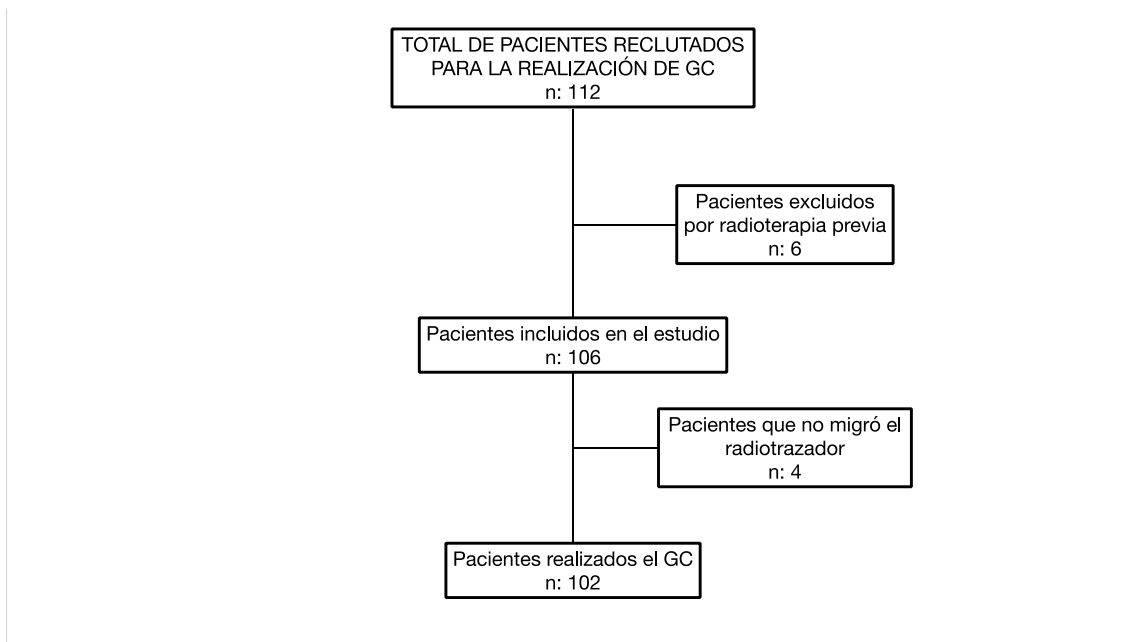 TOTAL DE PACIENTES RECLUTADOS
PARA LA REALIZACIÓN DE GC
n: 112
Pacientes excluidos
por radioterapia previa
n: 6
Pacientes incluidos en el estudio
n: 106
Pacientes que no migró el
radiotrazador
n: 4
Pacientes realizados el GC
n: 102